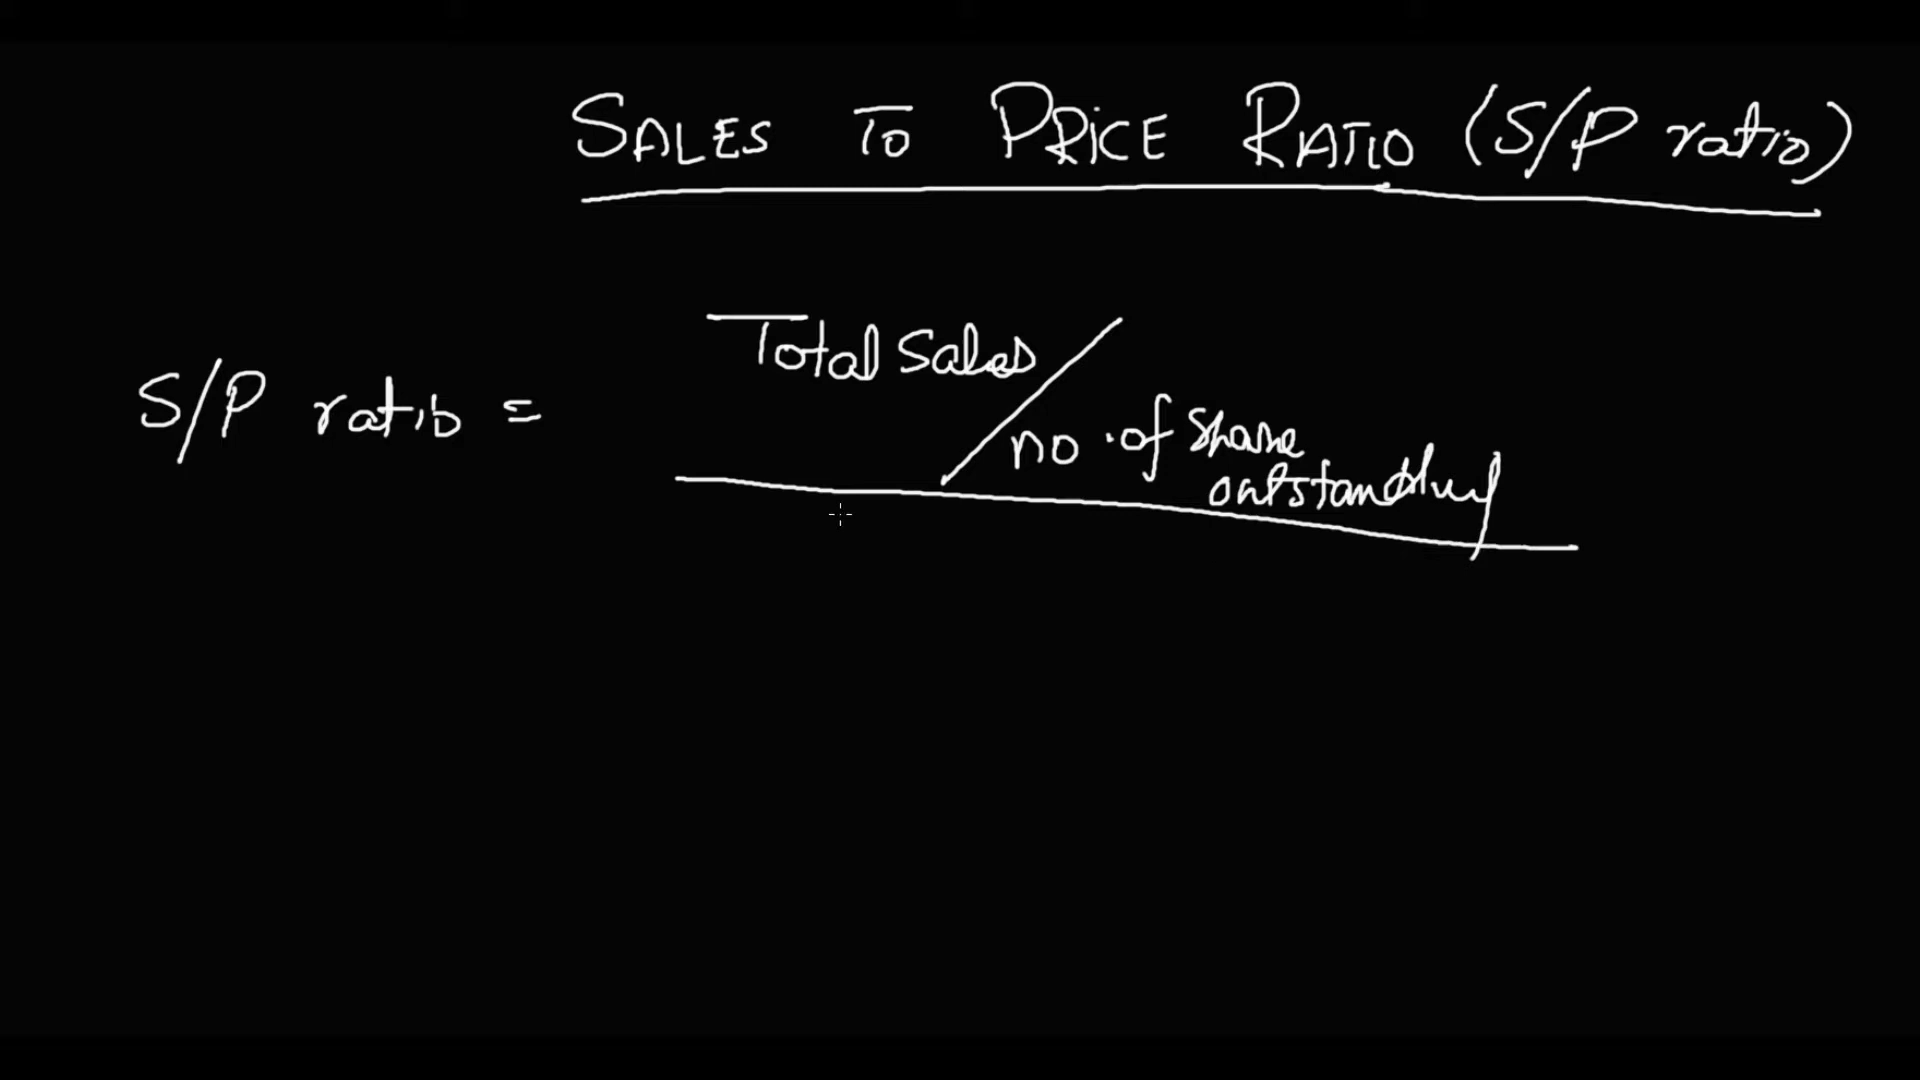 SALES TO PRICE RATIO (S/P ratio)
S/P ratio = Total Sales /
no. of share
outstanding